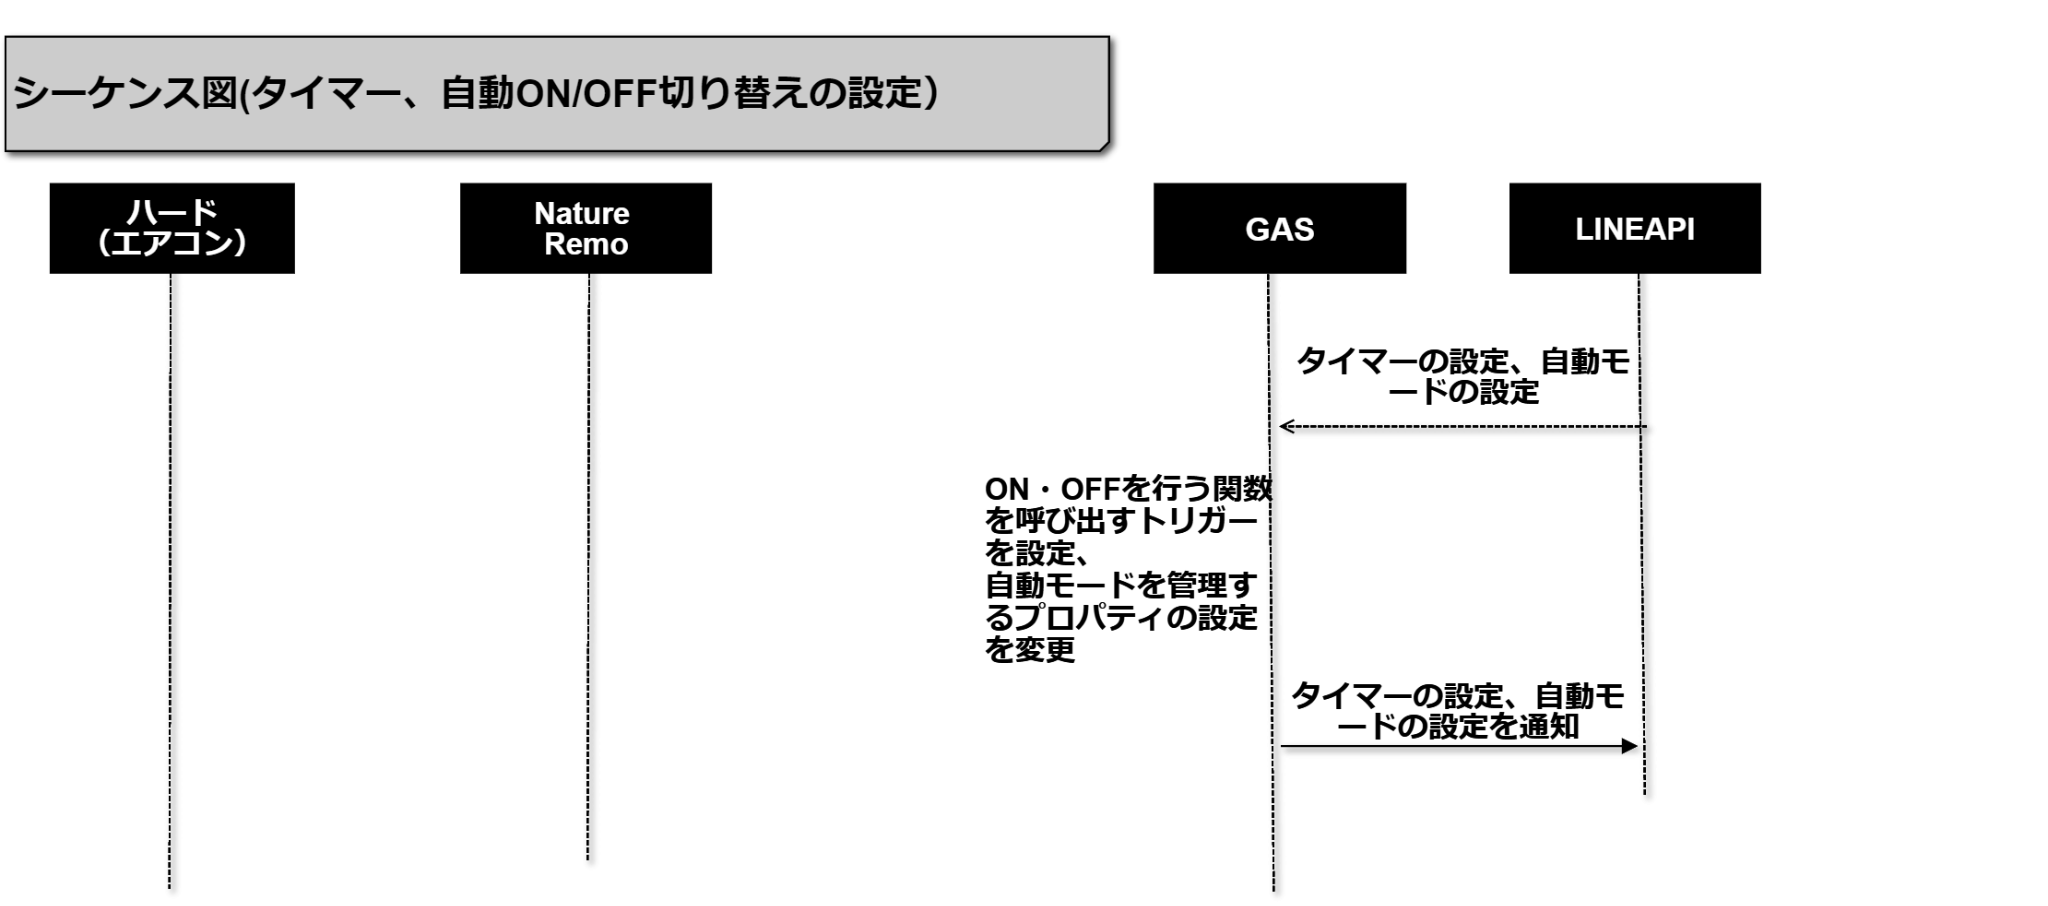 シーケンス図(タイマー、自動ON/OFF切り替えの設定）
ハード
（エアコン）
Nature
Remo
GAS
LINEAPI
タイマーの設定、自動モ
ードの設定
ON・OFFを行う関数
を呼び出すトリガー
を設定、
自動モードを管理す
るプロパティの設定
を変更
タイマーの設定、自動モ
ードの設定を通知